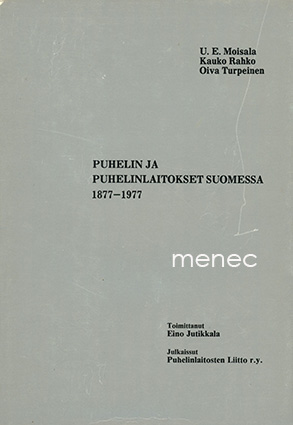 U. E. Moisala
Kauko Rahko
Oiva Turpeinen
PUHELIN JA
PUHELINLAITOKSET SUOMESSA
1877–1977
menec
Toimittanut
Eino Jutikkala
Julkaissut
Puhelinlaitosten Liitto r.y.